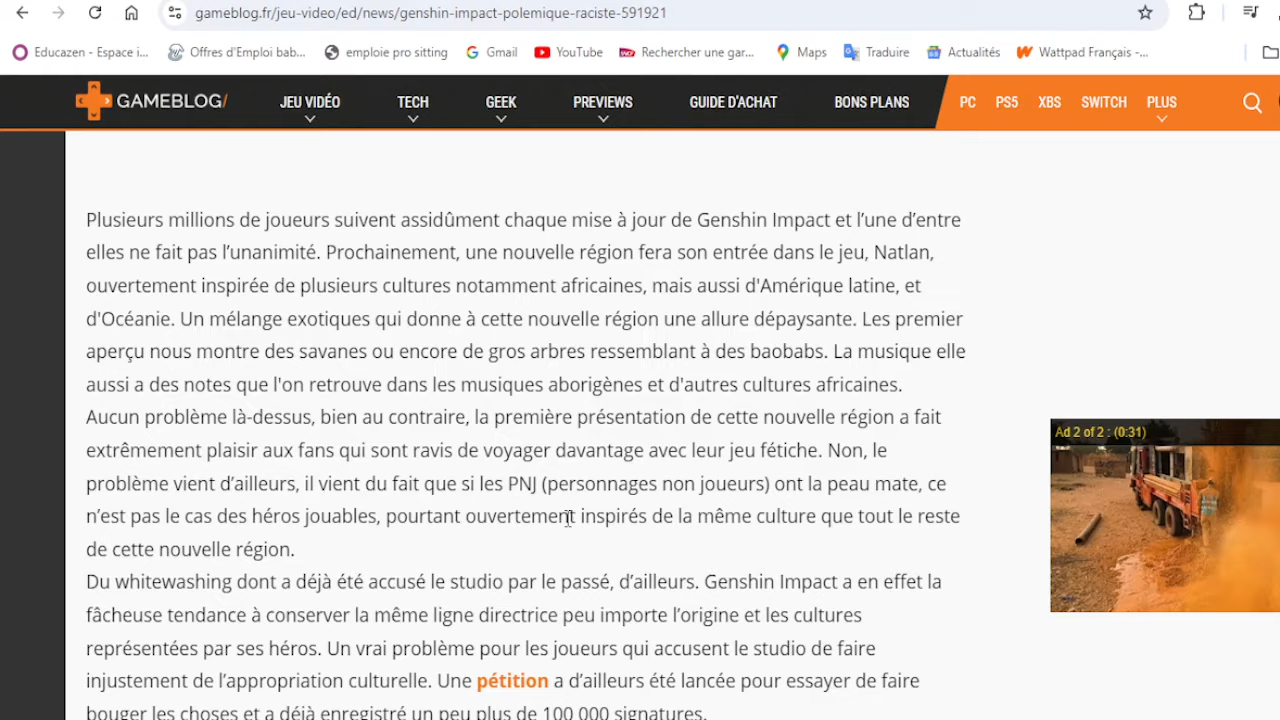 gameblog.fr/jeu-video/ed/news/genshin-impact-polemique-raciste-591921
Educazen - Espace i... Offres d'Emploi bab... emploie pro sitting Gmail YouTube Rechercher une gar... Maps Traduire Actualités Wattpad Français -...
GAMEBLOG/ JEU VIDÉO TECH GEEK PREVIEWS GUIDE D'ACHAT BONS PLANS PC PS5 XBS SWITCH PLUS
Plusieurs millions de joueurs suivent assidûment chaque mise à jour de Genshin Impact et l’une d’entre
elles ne fait pas l’unanimité. Prochainement, une nouvelle région fera son entrée dans le jeu, Natlan,
ouvertement inspirée de plusieurs cultures notamment africaines, mais aussi d'Amérique latine, et
d'Océanie. Un mélange exotiques qui donne à cette nouvelle région une allure dépaysante. Les premier
aperçu nous montre des savanes ou encore de gros arbres ressemblant à des baobabs. La musique elle
aussi a des notes que l'on retrouve dans les musiques aborigènes et d'autres cultures africaines.
Aucun problème là-dessus, bien au contraire, la première présentation de cette nouvelle région a fait
extrêmement plaisir aux fans qui sont ravis de voyager davantage avec leur jeu fétiche. Non, le
problème vient d’ailleurs, il vient du fait que si les PNJ (personnages non joueurs) ont la peau mate, ce
n’est pas le cas des héros jouables, pourtant ouvertement inspirés de la même culture que tout le reste
de cette nouvelle région.
Du whitewashing dont a déjà été accusé le studio par le passé, d’ailleurs. Genshin Impact a en effet la
fâcheuse tendance à conserver la même ligne directrice peu importe l’origine et les cultures
représentées par ses héros. Un vrai problème pour les joueurs qui accusent le studio de faire
injustement de l’appropriation culturelle. Une pétition a d’ailleurs été lancée pour essayer de faire
bouger les choses et a déjà enregistré un peu plus de 100 000 signatures.
Ad 2 of 2 : (0:31)